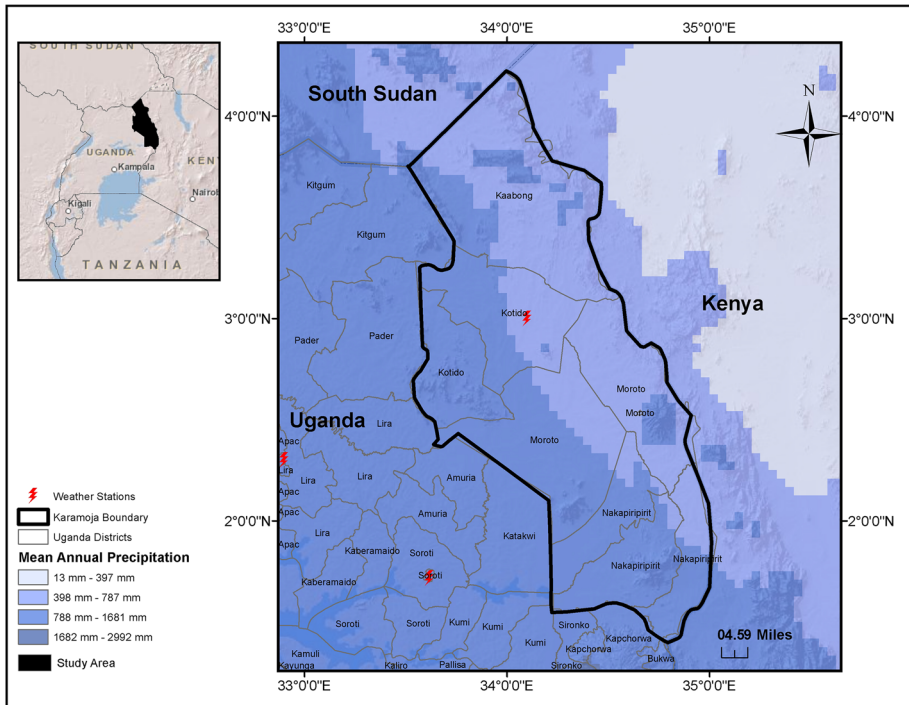 33°0'0"E
34°0'0"E
35°0'0"E
SOUTH SUDAN
UGANDA
Kampala
KEN
Nairob
Kigali
TANZANIA
4°0'0"N
3°0'0"N
2°0'0"N
South Sudan
N
4°0'0"N
3°0'0"N
2°0'0"N
Kitgum
Kaabong
Kitgum
Kenya
Kotido
Pader
Pader
Kotido
Moroto
Moroto
Uganda
Lira
Apac
Moroto
Lira
Lira
Lira
Amuria
Apac
Amuria
Nakapiripirit
Apac
Lira
Katakwi
Apac
Kaberamaido
Soroti
Soroti
Nakapiripirit
Nakapiripirit
Kaberamaido
Soroti
Soroti
Kumi
Kumi
Sironko
Kumi
Kapchorwa
Kapchorwa
Kamuli
Kayunga
Kaliro
Pallisa
Sironko
Bukwa
04.59 Miles
Weather Stations
Karamoja Boundary
Uganda Districts
Mean Annual Precipitation
13 mm - 397 mm
398 mm - 787 mm
788 mm - 1681 mm
1682 mm - 2992 mm
Study Area
33°0'0"E
34°0'0"E
35°0'0"E